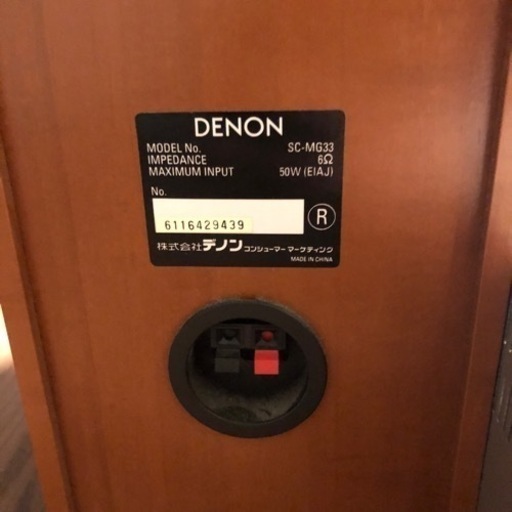 DENON
MODEL No. SC-MG33
IMPEDANCE 6Ω
MAXIMUM INPUT 50W (EIAJ)
No.
6116429439
R
株式会社デノン コンシューマー マーケティング
MADE IN CHINA